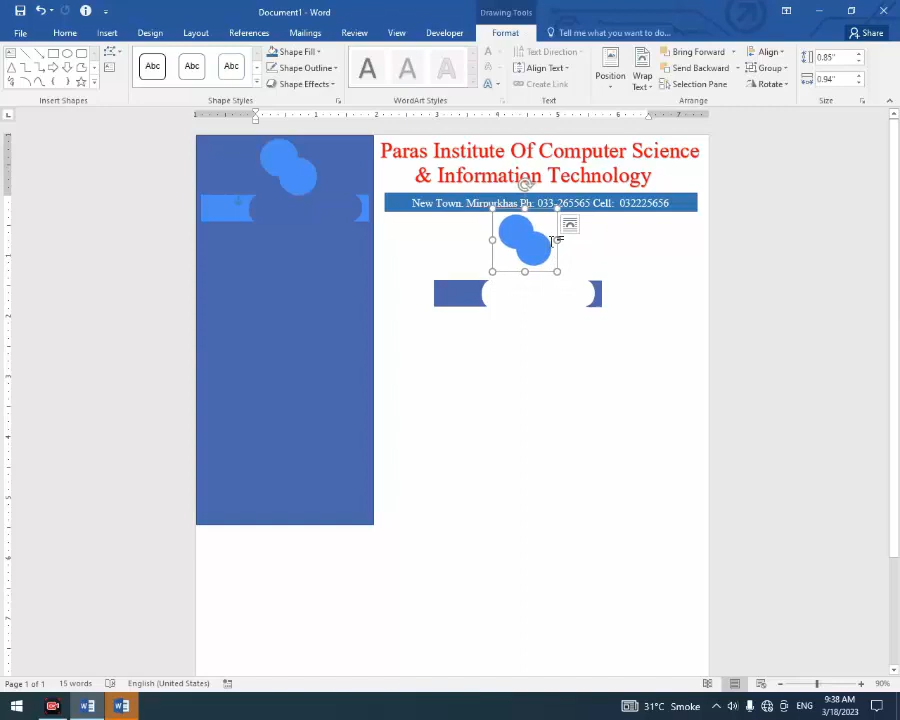 Document1 - Word
Drawing Tools
File
Home
Insert
Design
Layout
References
Mailings
Review
View
Developer
Format
Tell me what you want to do...
Share
Abc
Abc
Abc
Shape Fill
Shape Outline
Shape Effects
A
A
A
Text Direction
Align Text
Create Link
Position
Wrap Text
Bring Forward
Send Backward
Selection Pane
Align
Group
Rotate
0.85"
0.94"
Insert Shapes
Shape Styles
WordArt Styles
Text
Arrange
Size
Paras Institute Of Computer Science
& Information Technology
New Town. Mirpurkhas Ph: 033-265565 Cell: 032225656
Page 1 of 1
15 words
English (United States)
90%
31°C Smoke
ENG
9:38 AM
3/18/2023